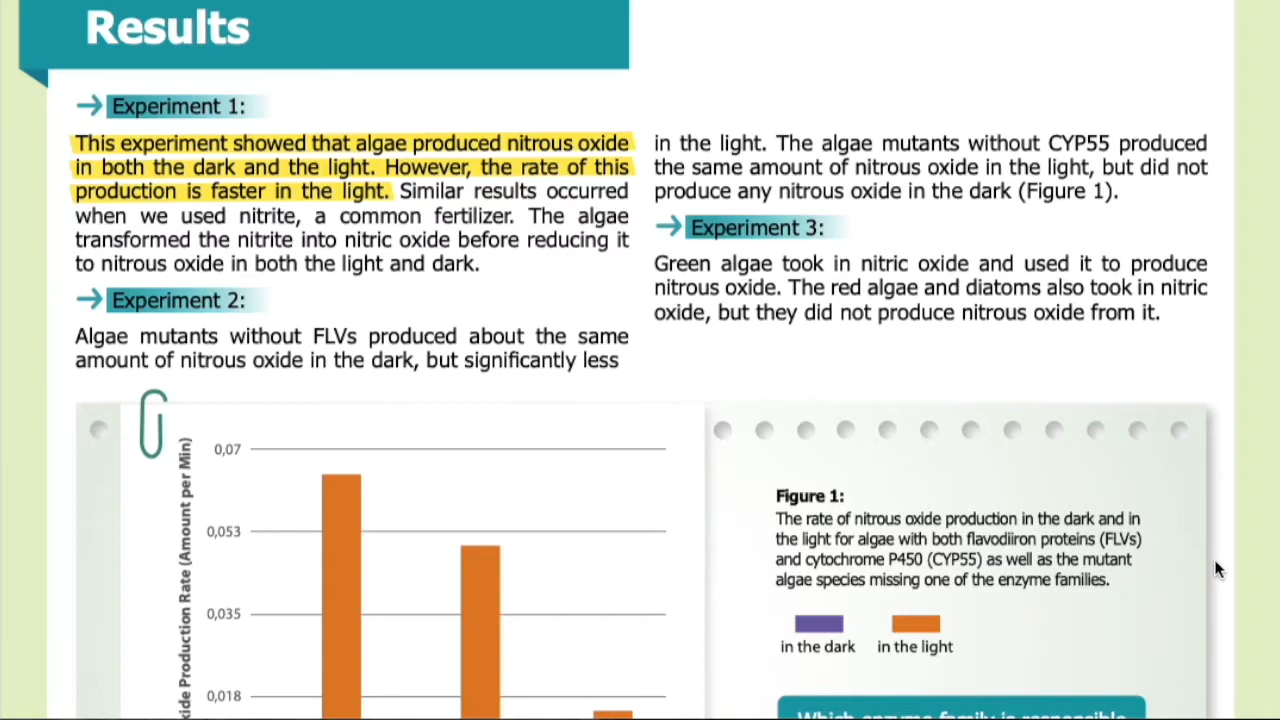 Results
Experiment 1:
This experiment showed that algae produced nitrous oxide
in both the dark and the light. However, the rate of this
production is faster in the light. Similar results occurred
when we used nitrite, a common fertilizer. The algae
transformed the nitrite into nitric oxide before reducing it
to nitrous oxide in both the light and dark.
Experiment 2:
Algae mutants without FLVs produced about the same
amount of nitrous oxide in the dark, but significantly less
in the light. The algae mutants without CYP55 produced
the same amount of nitrous oxide in the light, but did not
produce any nitrous oxide in the dark (Figure 1).
Experiment 3:
Green algae took in nitric oxide and used it to produce
nitrous oxide. The red algae and diatoms also took in nitric
oxide, but they did not produce nitrous oxide from it.
xide Production Rate (Amount per Min)
0,07
0,053
0,035
0,018
Figure 1:
The rate of nitrous oxide production in the dark and in
the light for algae with both flavodiiron proteins (FLVs)
and cytochrome P450 (CYP55) as well as the mutant
algae species missing one of the enzyme families.
in the dark
in the light
Which enzyme family is responsible